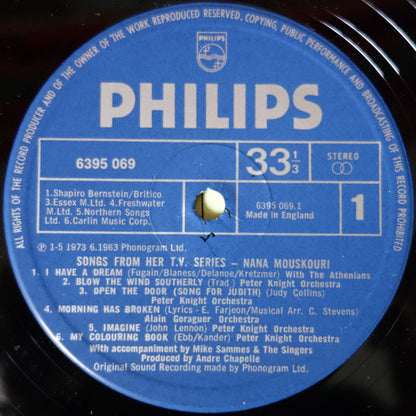 ALL RIGHTS OF THE RECORD PRODUCER AND OF THE OWNER OF THE WORK REPRODUCED RESERVED. COPYING, PUBLIC PERFORMANCE AND BROADCASTING OF THIS RECORD PROHIBITED
PHILIPS
PHILIPS
6395 069
33 1/3
STEREO
1.Shapiro Bernstein/Britico
3.Essex M.Ltd. 4.Freshwater
M.Ltd. 5.Northern Songs
Ltd. 6.Carlin Music Corp.
6395 069.1
Made in England
1
Ⓟ 1-5 1973 6.1963 Phonogram Ltd.
SONGS FROM HER T.V. SERIES - NANA MOUSKOURI
1. I HAVE A DREAM (Fugain/Blaness/Delanoe/Kretzmer) With The Athenians
2. BLOW THE WIND SOUTHERLY (Trad) Peter Knight Orchestra
3. OPEN THE DOOR (SONG FOR JUDITH) (Judy Collins)
Peter Knight Orchestra
4. MORNING HAS BROKEN (Lyrics - E. Farjeon/Musical Arr. C. Stevens)
Alain Goraguer Orchestra
5. IMAGINE (John Lennon) Peter Knight Orchestra
6. MY COLOURING BOOK (Ebb/Kander) Peter Knight Orchestra
With accompaniment by Mike Sammes & The Singers
Produced by Andre Chapelle
Original Sound Recording made by Phonogram Ltd.